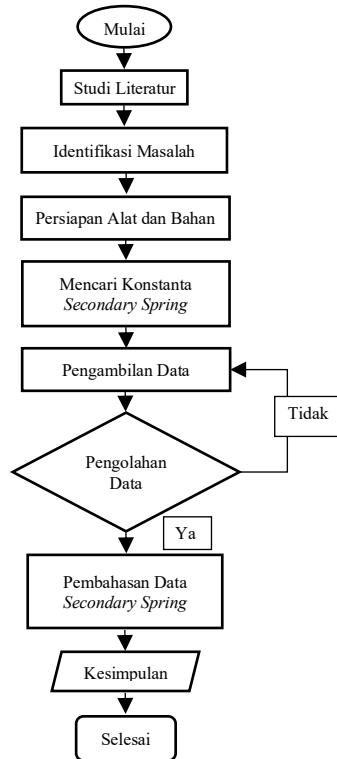 Mulai
Studi Literatur
Identifikasi Masalah
Persiapan Alat dan Bahan
Mencari Konstanta
Secondary Spring
Pengambilan Data
Tidak
Pengolahan
Data
Ya
Pembahasan Data
Secondary Spring
Kesimpulan
Selesai